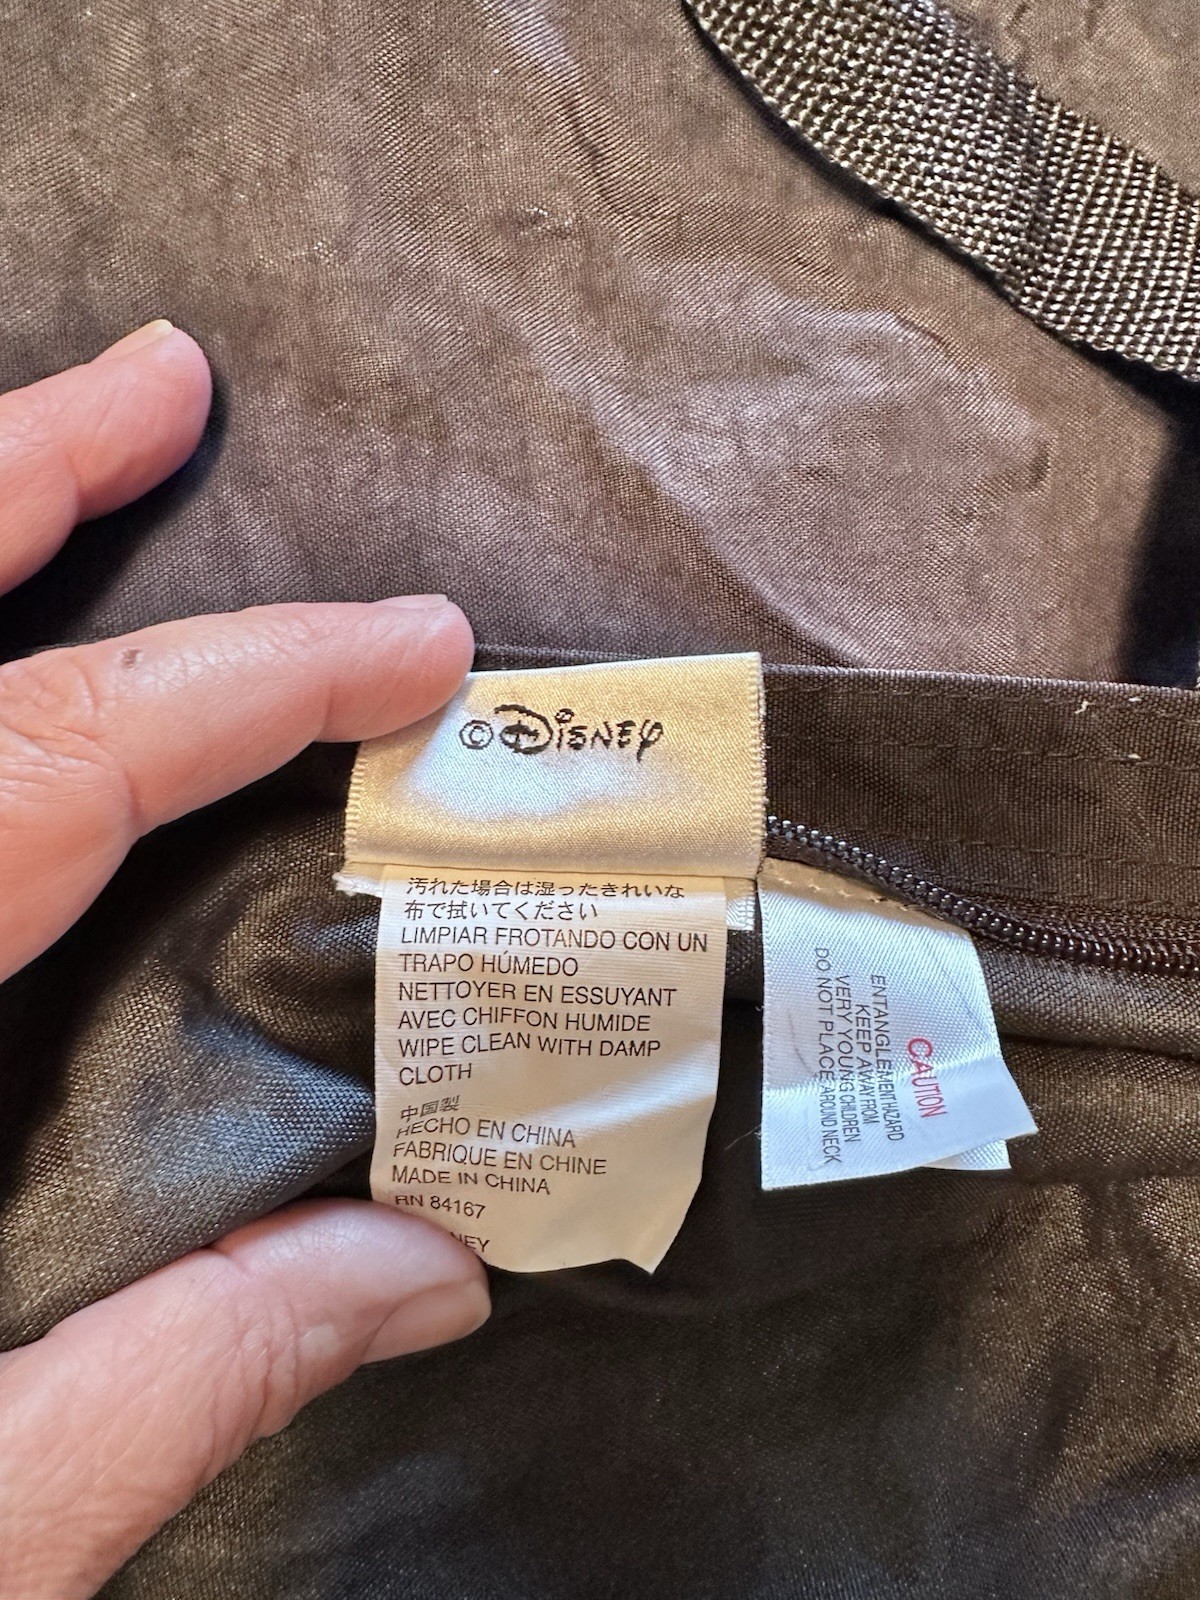 © Disney
汚れた場合は湿ったきれいな
布で拭いてください
LIMPIAR FROTANDO CON UN
TRAPO HÚMEDO
NETTOYER EN ESSUYANT
AVEC CHIFFON HUMIDE
WIPE CLEAN WITH DAMP
CLOTH
中国製
HECHO EN CHINA
FABRIQUE EN CHINE
MADE IN CHINA
RN 84167
CAUTION
ENTANGLEMENT HAZARD
KEEP AWAY FROM
VERY YOUNG CHILDREN
DO NOT PLACE AROUND NECK